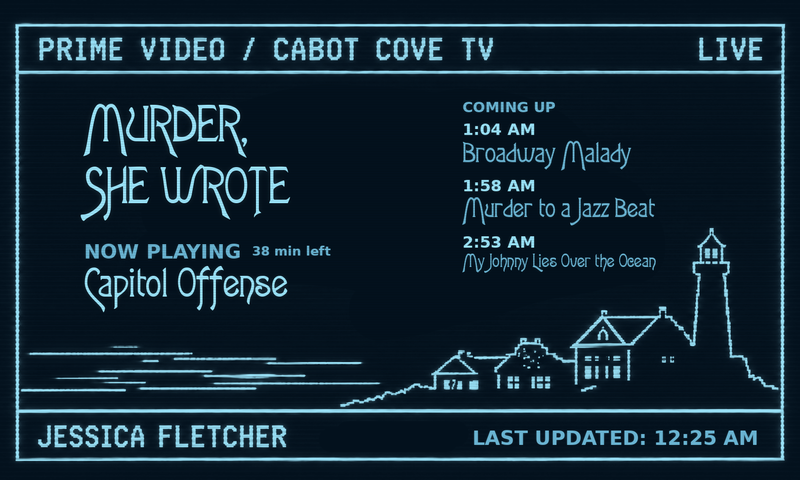 PRIME VIDEO / CABOT COVE TV
LIVE
MURDER,
SHE WROTE
NOW PLAYING 38 min left
Capitol Offense
COMING UP
1:04 AM
Broadway Malady
1:58 AM
Murder to a Jazz Beat
2:53 AM
My Johnny Lies Over the Ocean
JESSICA FLETCHER
LAST UPDATED: 12:25 AM